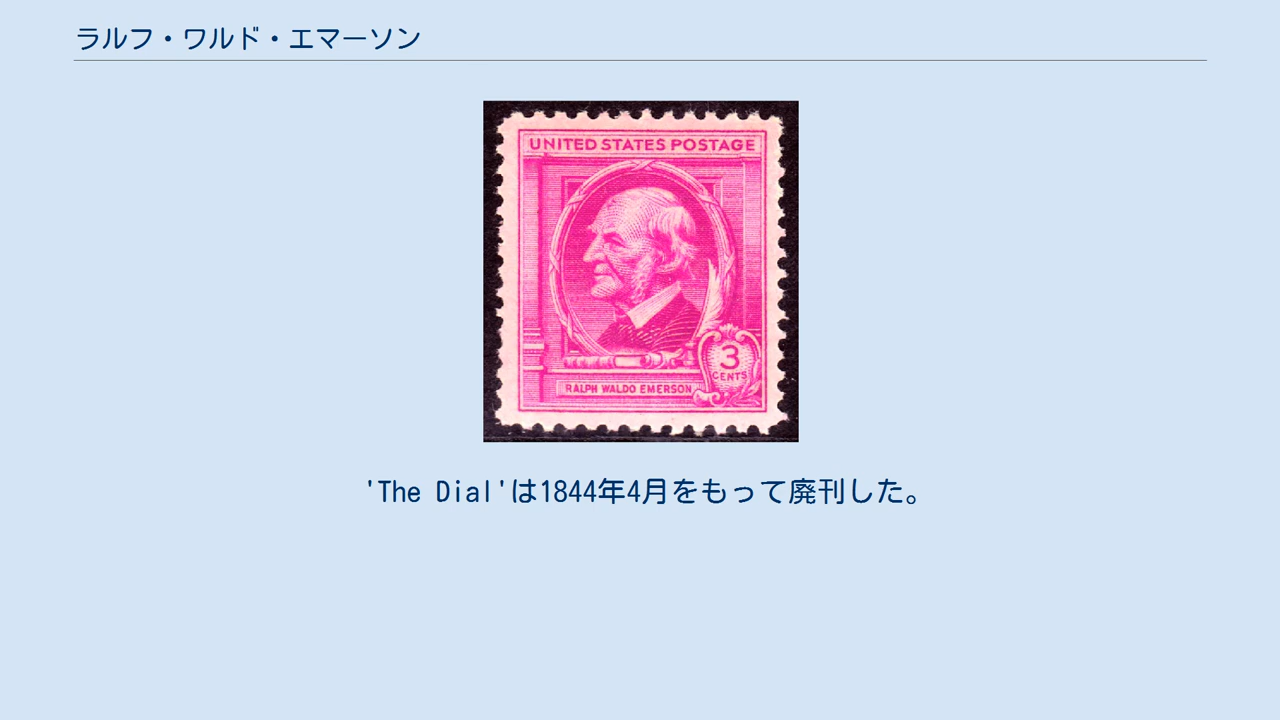 ラルフ・ワルド・エマーソン
UNITED STATES POSTAGE
3
CENTS
RALPH WALDO EMERSON
'The Dial'は1844年4月をもって廃刊した。